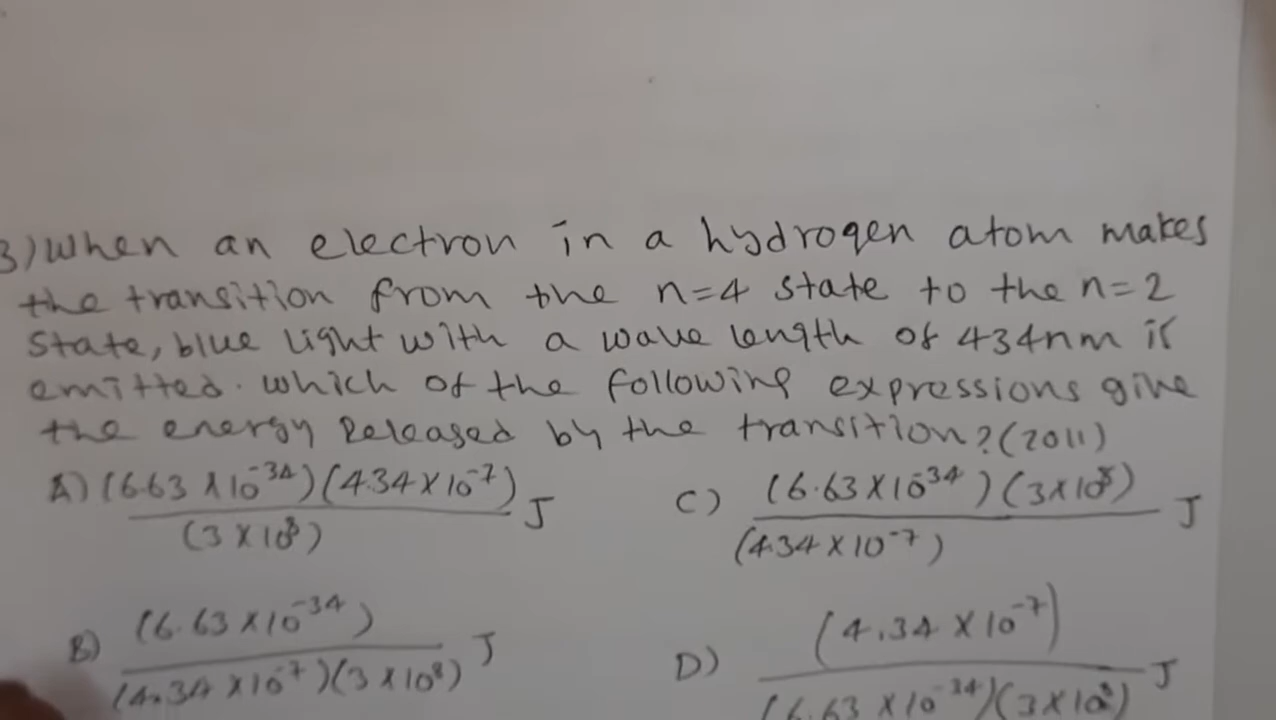 3) When an electron in a hydrogen atom makes
the transition from the n=4 state to the n=2
state, blue light with a wave length of 434nm is
emitted. which of the following expressions give
the energy Released by the transition? (2011)
A) (6.63 x 10^-34)(4.34 x 10^-7) / (3 x 10^8) J
C) (6.63 x 10^-34)(3 x 10^8) / (4.34 x 10^-7) J
B) (6.63 x 10^-34) / (4.34 x 10^-7)(3 x 10^8) J
D) (4.34 x 10^-7) / (6.63 x 10^-34)(3 x 10^8) J